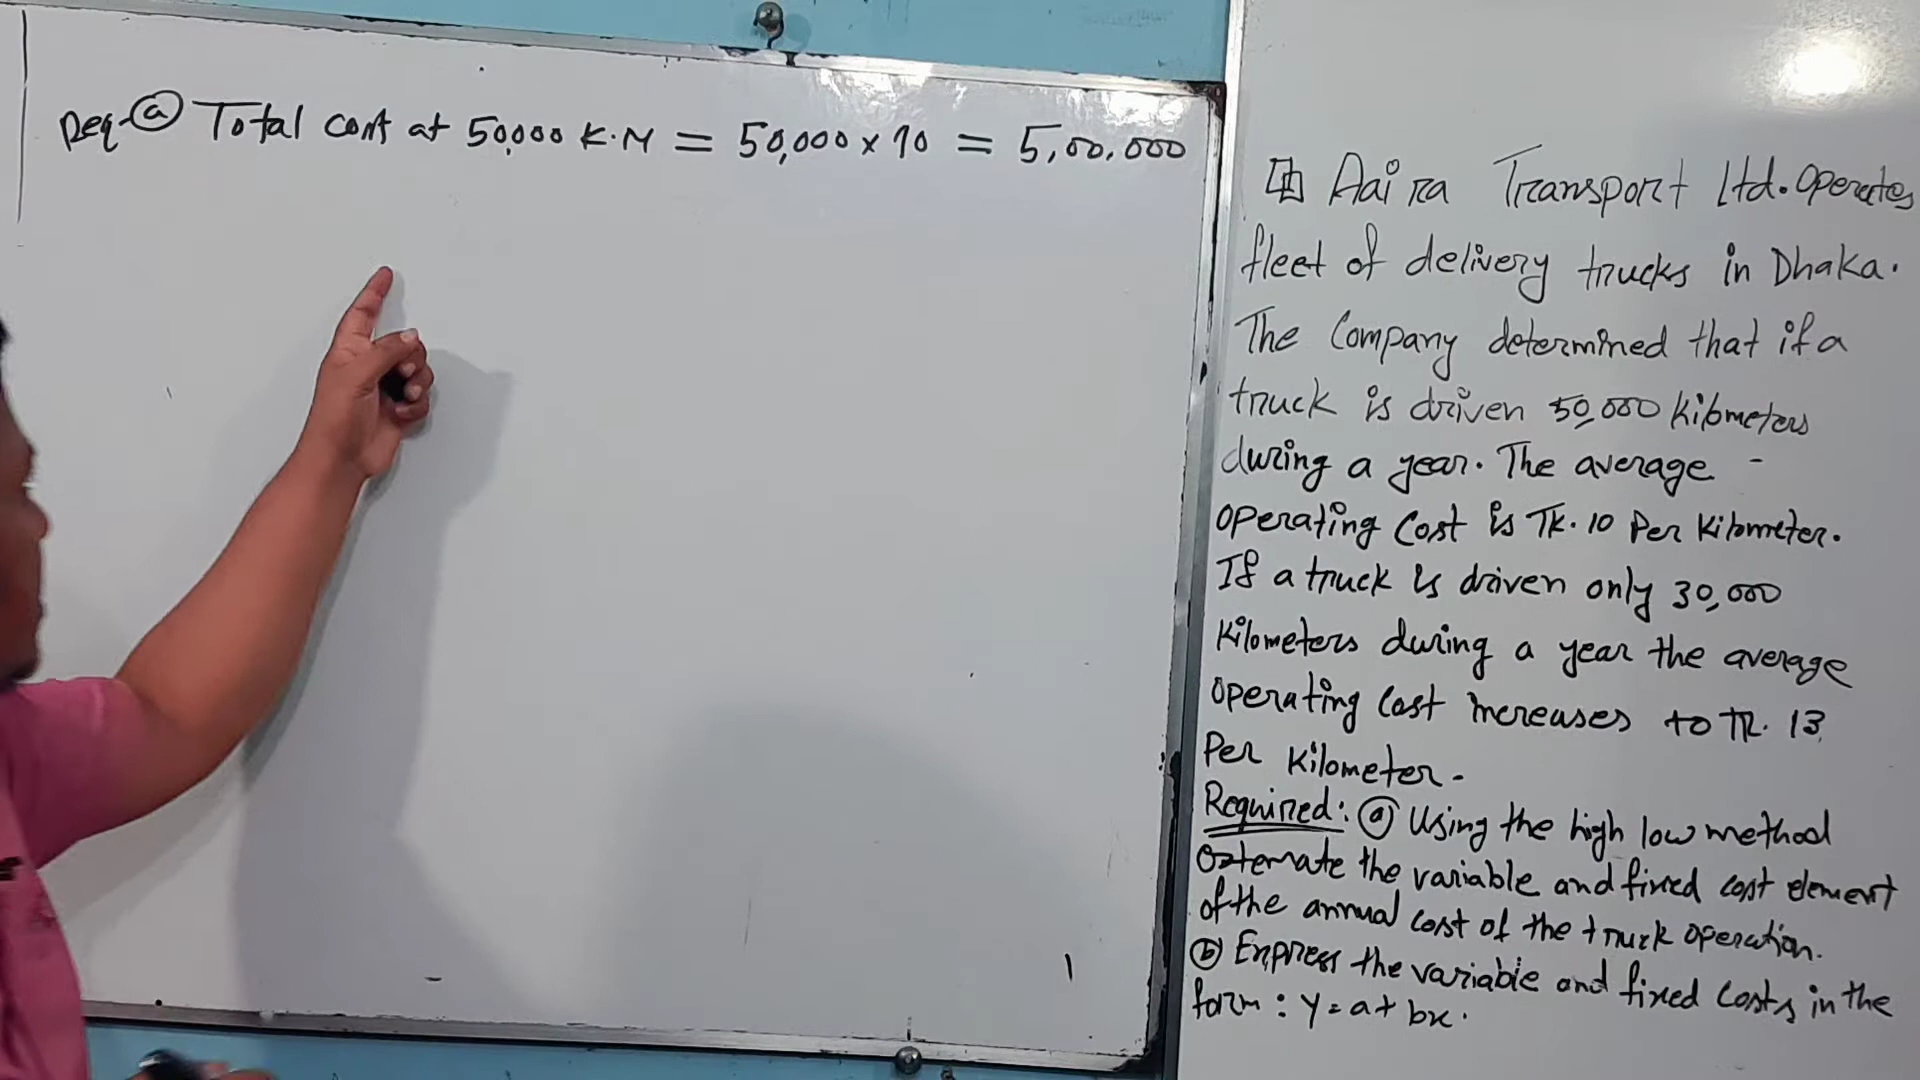 Req-ⓐ Total cost at 50,000 K.M = 50,000 x 10 = 5,00,000
Aaira Transport Ltd. Operates
fleet of delivery trucks in Dhaka.
The Company determined that if a
truck is driven 50,000 kilometers
during a year. The average -
Operating Cost is TK. 10 Per Kilometer.
If a truck is driven only 30,000
Kilometers during a year the average
Operating Cost increases to TK. 13
Per Kilometer -
Required: ⓐ Using the high low method
the variable and fixed cost element
of the annual cost of the truck operation.
ⓑ Express the variable and fixed Costs in the
form : Y = a + bx.